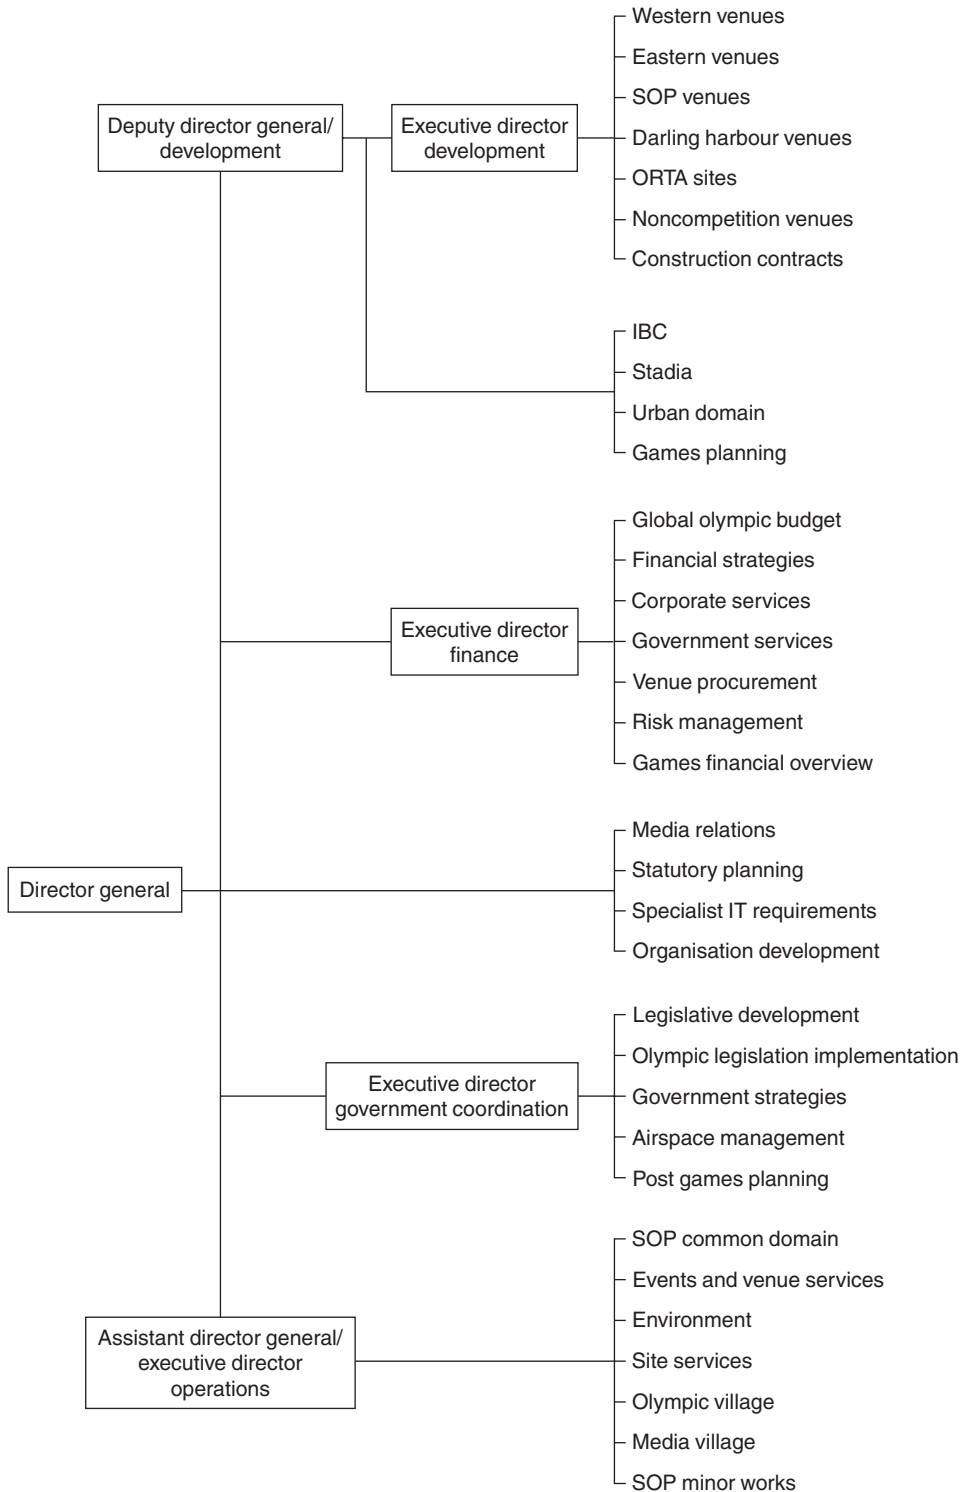 Western venues
Eastern venues
SOP venues
Deputy director general/
development
Executive director
development
Darling harbour venues
ORTA sites
Noncompetition venues
Construction contracts
IBC
Stadia
Urban domain
Games planning
Global olympic budget
Financial strategies
Corporate services
Executive director
finance
Government services
Venue procurement
Risk management
Games financial overview
Media relations
Statutory planning
Director general
Specialist IT requirements
Organisation development
Legislative development
Olympic legislation implementation
Executive director
government coordination
Government strategies
Airspace management
Post games planning
SOP common domain
Events and venue services
Environment
Assistant director general/
executive director
operations
Site services
Olympic village
Media village
SOP minor works